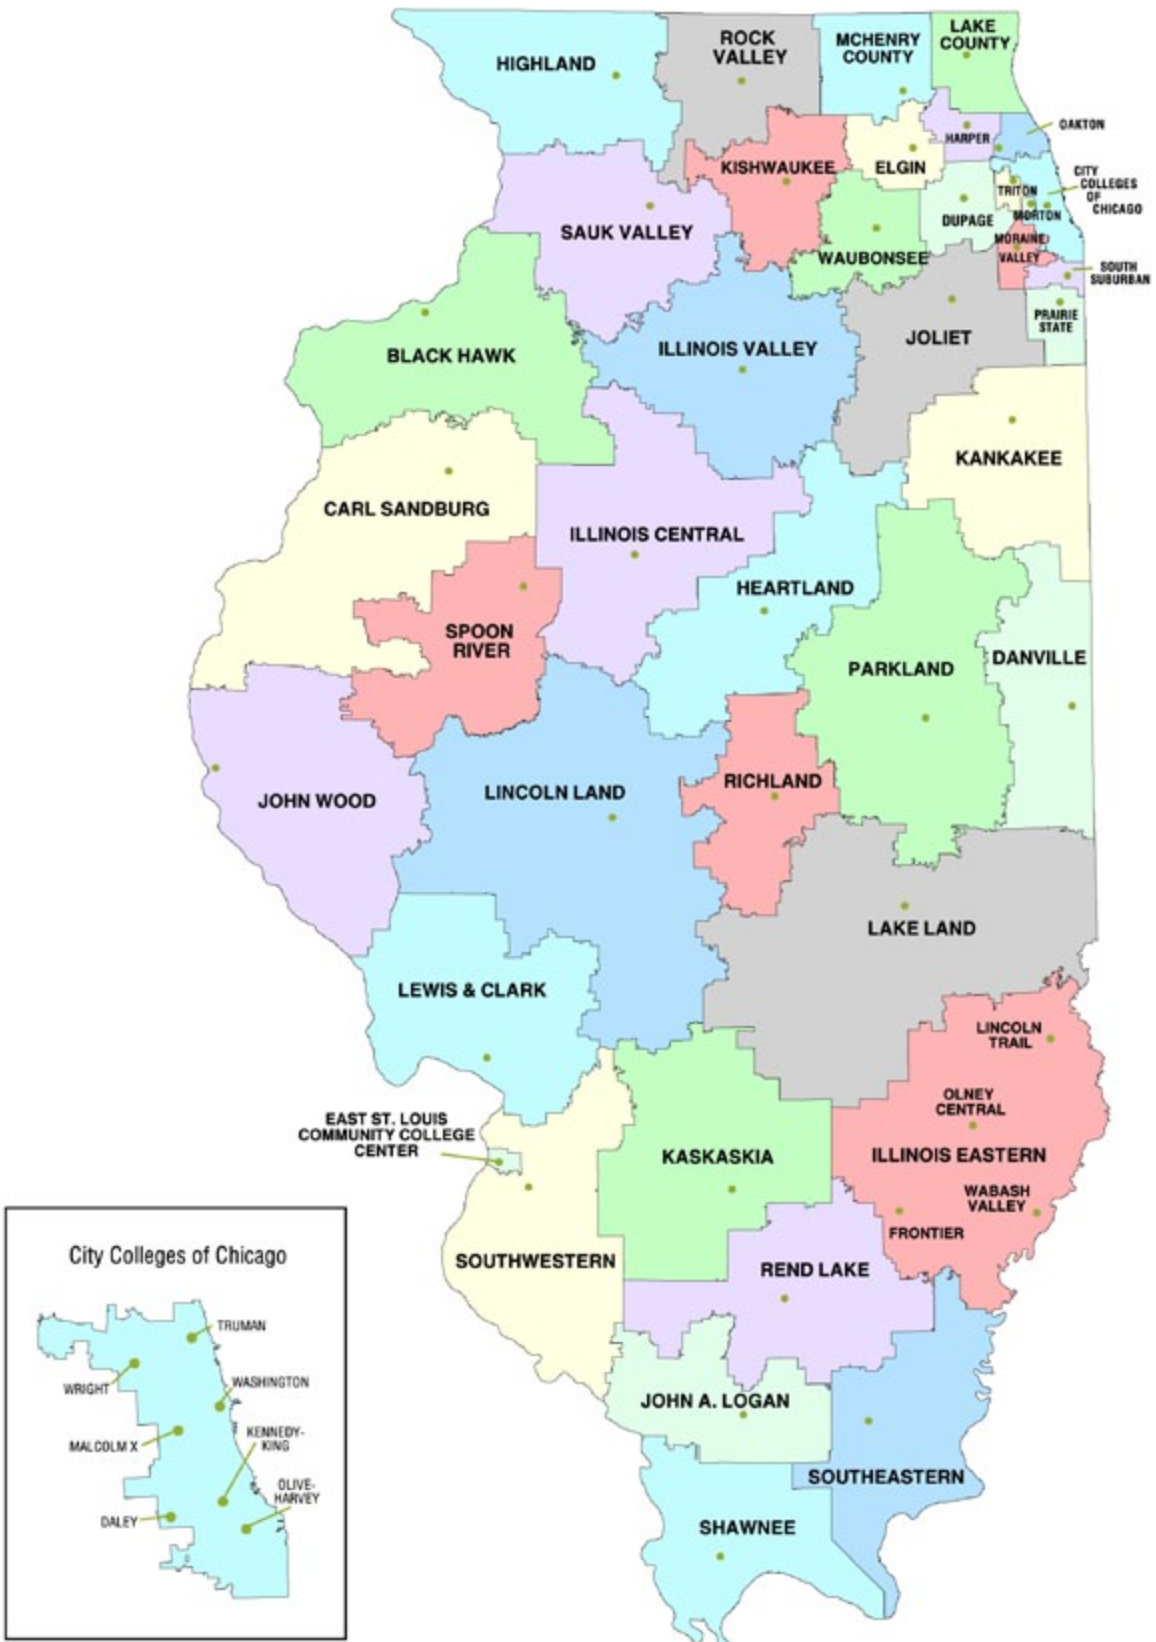 HIGHLAND
ROCK
VALLEY
MCHENRY
COUNTY
LAKE
COUNTY
OAKTON
HARPER
KISHWAUKEE
ELGIN
CITY
COLLEGES
OF
CHICAGO
TRITON
MORTON
DUPAGE
SAUK VALLEY
MORAINE
VALLEY
WAUBONSEE
SOUTH
SUBURBAN
PRAIRIE
STATE
JOLIET
ILLINOIS VALLEY
BLACK HAWK
KANKAKEE
CARL SANDBURG
ILLINOIS CENTRAL
HEARTLAND
SPOON
RIVER
DANVILLE
PARKLAND
RICHLAND
LINCOLN LAND
JOHN WOOD
LAKE LAND
LEWIS & CLARK
LINCOLN
TRAIL
OLNEY
CENTRAL
EAST ST. LOUIS
COMMUNITY COLLEGE
CENTER
KASKASKIA
ILLINOIS EASTERN
WABASH
VALLEY
FRONTIER
SOUTHWESTERN
REND LAKE
JOHN A. LOGAN
SOUTHEASTERN
SHAWNEE
City Colleges of Chicago
TRUMAN
WRIGHT
WASHINGTON
MALCOLM X
KENNEDY-
KING
OLIVE-
HARVEY
DALEY